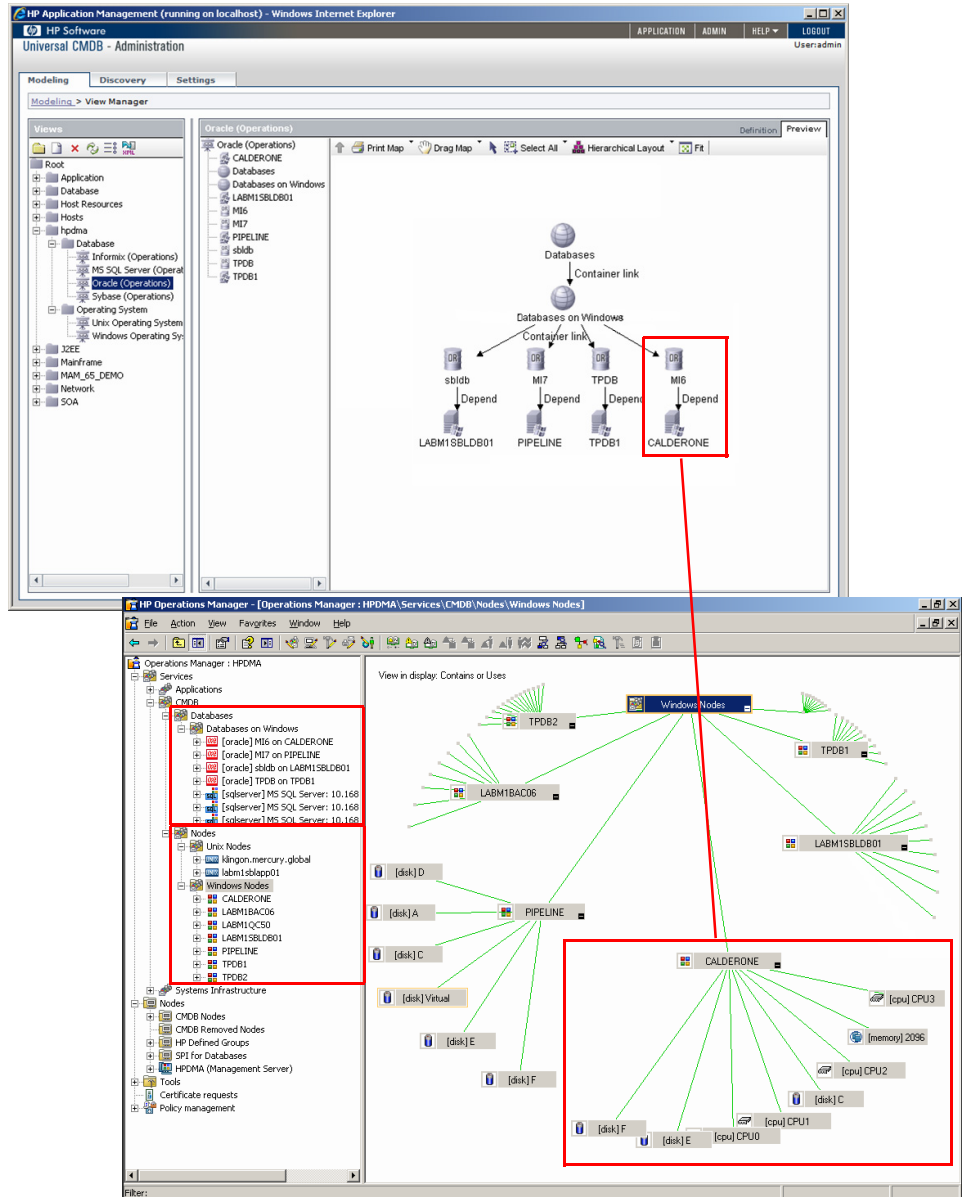 HP Application Management (running on localhost) - Windows Internet Explorer
HP Software
APPLICATION ADMIN HELP LOGOUT
Universal CMDB - Administration
User:admin
Modeling Discovery Settings
Modeling > View Manager
Views
Root
Application
Database
Host Resources
Hosts
hpdma
Database
Informix (Operations)
MS SQL Server (Operat
Oracle (Operations)
Sybase (Operations)
Operating System
Unix Operating System
Windows Operating Sy
J2EE
Mainframe
MAM_65_DEMO
Network
SOA
Oracle (Operations)
Definition Preview
Oracle (Operations)
CALDERONE
Databases
Databases on Windows
LABM1SBLDB01
MI6
MI7
PIPELINE
sbldb
TPDB
TPDB1
Print Map Drag Map Select All Hierarchical Layout Fit
Databases
Container link
Databases on Windows
Container link
sbldb MI7 TPDB MI6
Depend Depend Depend Depend
LABM1SBLDB01 PIPELINE TPDB1 CALDERONE
HP Operations Manager - [Operations Manager : HPDMA\Services\CMDB\Nodes\Windows Nodes]
File Action View Favorites Window Help
Operations Manager : HPDMA
Services
Applications
CMDB
Databases
Databases on Windows
[oracle] MI6 on CALDERONE
[oracle] MI7 on PIPELINE
[oracle] sbldb on LABM1SBLDB01
[oracle] TPDB on TPDB1
[sqlserver] MS SQL Server: 10.168
[sqlserver] MS SQL Server: 10.168
[sqlserver] MS SQL Server: 10.168
Nodes
Unix Nodes
klingon.mercury.global
labm1sblapp01
Windows Nodes
CALDERONE
LABM1BAC06
LABM1QC50
LABM1SBLDB01
PIPELINE
TPDB1
TPDB2
Systems Infrastructure
Nodes
CMDB Nodes
CMDB Removed Nodes
HP Defined Groups
SPI for Databases
HPDMA (Management Server)
Tools
Certificate requests
Policy management
View in display: Contains or Uses
Windows Nodes
TPDB2
TPDB1
LABM1BAC06
LABM1SBLDB01
[disk] D
[disk] A
PIPELINE
[disk] C
[disk] Virtual
[disk] E
[disk] F
CALDERONE
[cpu] CPU3
[memory] 2096
[cpu] CPU2
[disk] C
[cpu] CPU1
[cpu] CPU0
[disk] F
[disk] E
Filter: